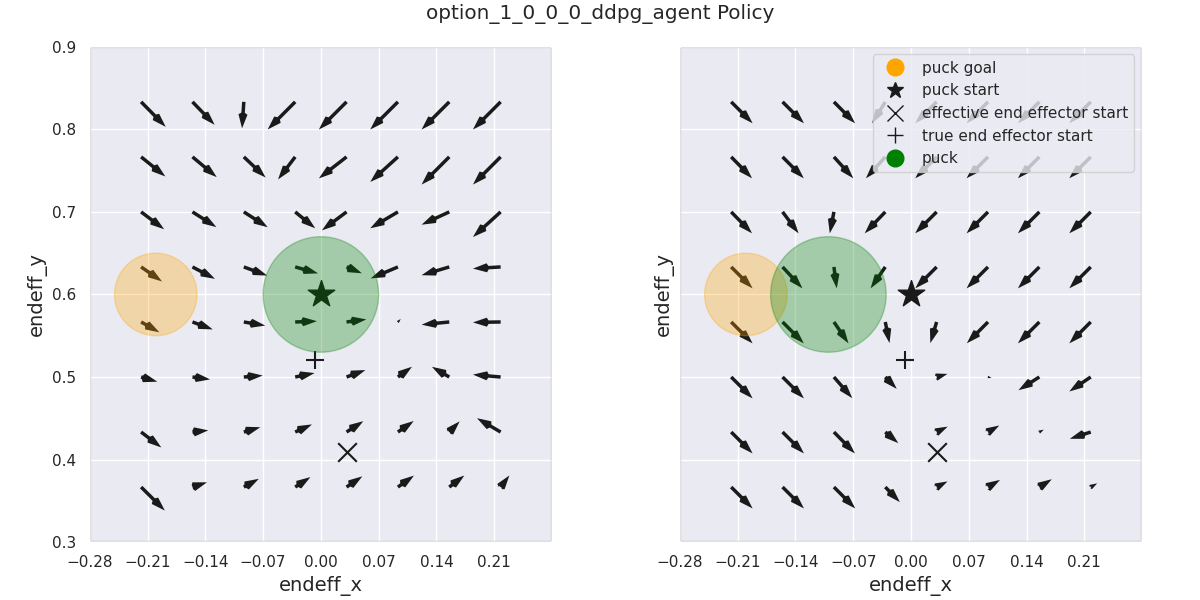 option_1_0_0_0_ddpg_agent Policy
0.9
0.8
0.7
0.6
0.5
0.4
0.3
endeff_y
−0.28 −0.21 −0.14 −0.07 0.00 0.07 0.14 0.21
endeff_x
endeff_y
puck goal
puck start
effective end effector start
true end effector start
puck
−0.28 −0.21 −0.14 −0.07 0.00 0.07 0.14 0.21
endeff_x